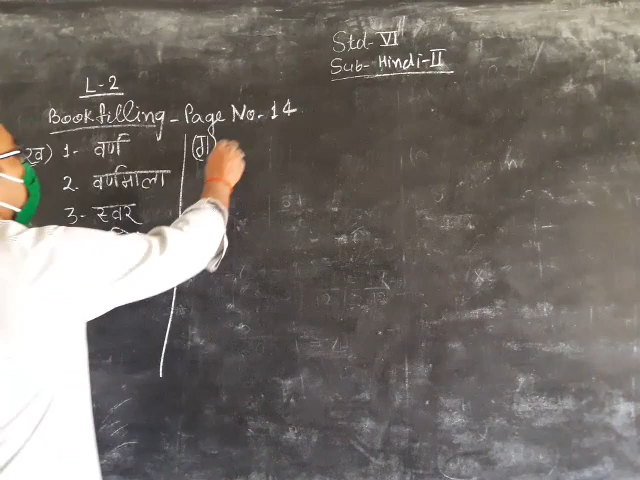 Std- VI
Sub- Hindi-II
L-2
Bookfilling - Page No. 14
ख) 1- वर्ण
2. वर्णमाला
3- स्वर
(ग)